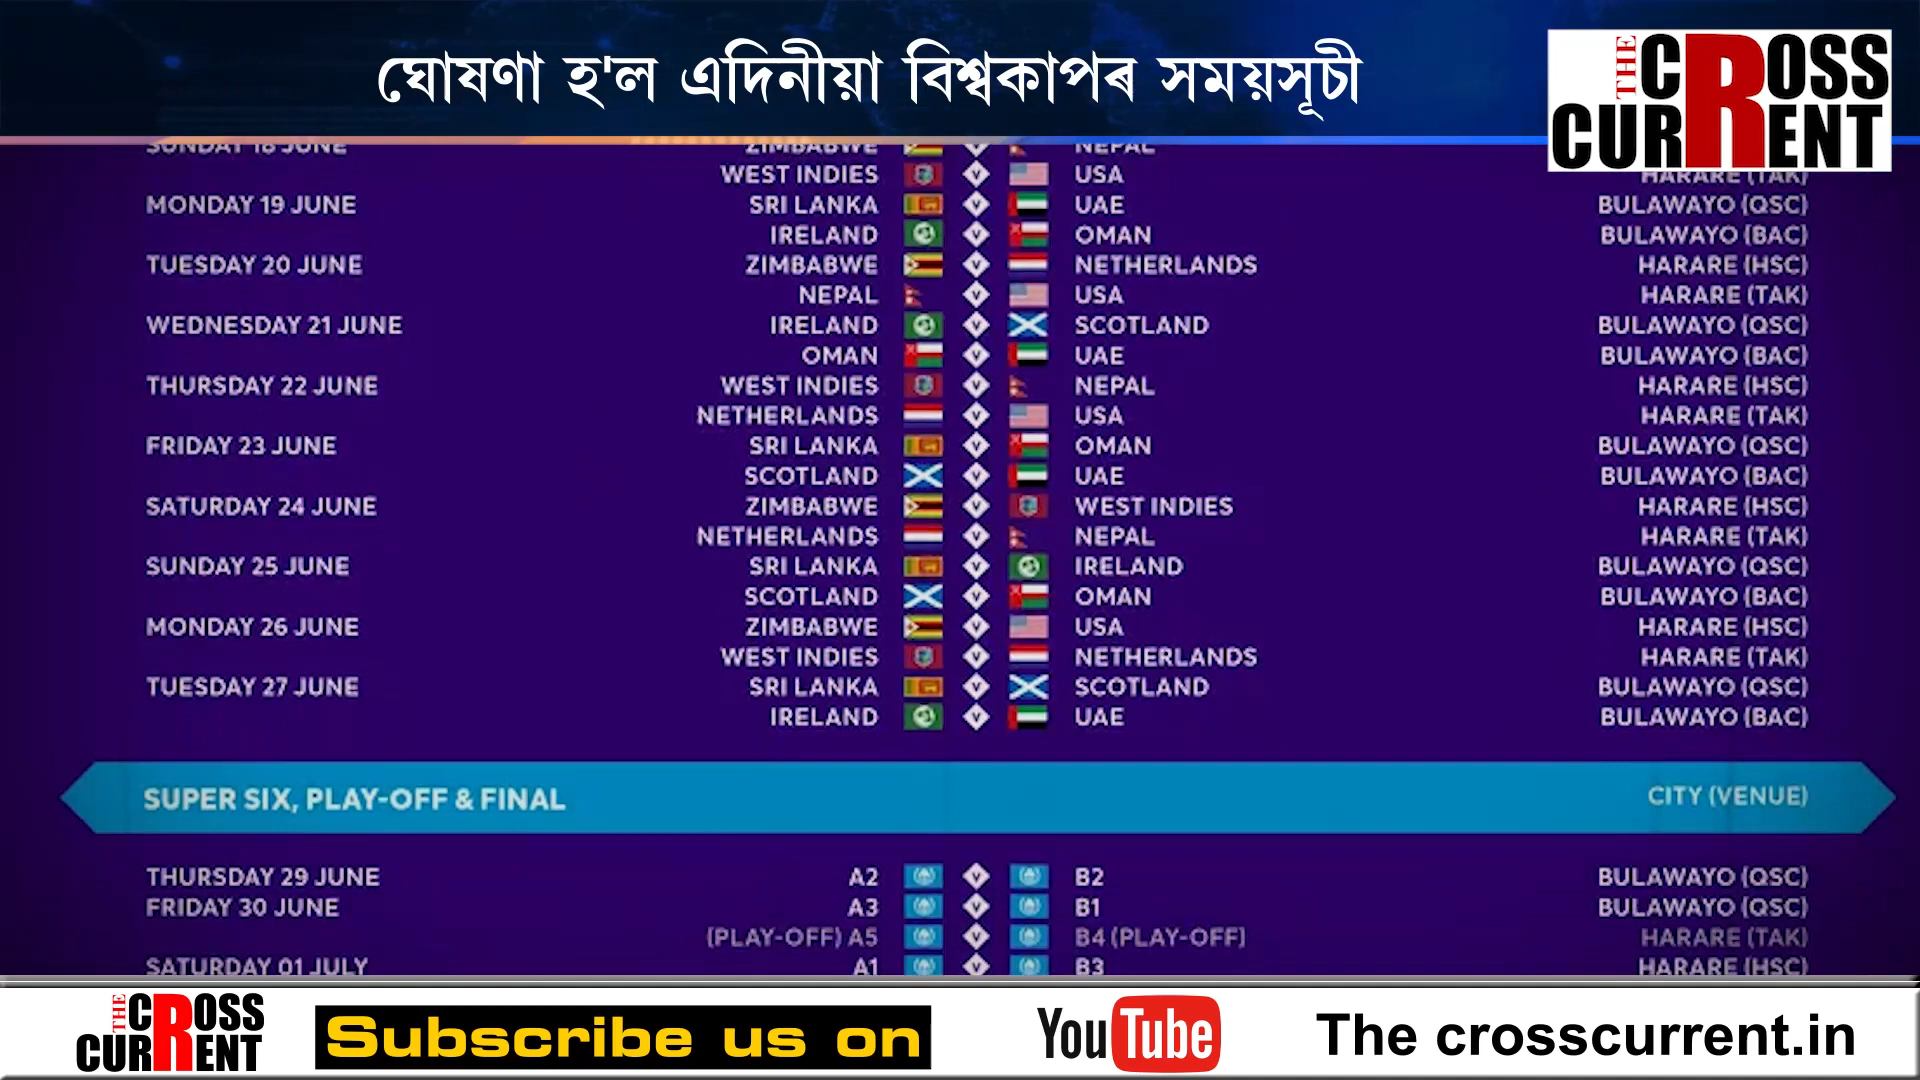 ঘোষণা হ'ল এদিনীয়া বিশ্বকাপৰ সময়সূচী
THE CROSS CURRENT
SUNDAY 18 JUNE ZIMBABWE V NEPAL
WEST INDIES V USA HARARE (TAK)
MONDAY 19 JUNE SRI LANKA V UAE BULAWAYO (QSC)
IRELAND V OMAN BULAWAYO (BAC)
TUESDAY 20 JUNE ZIMBABWE V NETHERLANDS HARARE (HSC)
NEPAL V USA HARARE (TAK)
WEDNESDAY 21 JUNE IRELAND V SCOTLAND BULAWAYO (QSC)
OMAN V UAE BULAWAYO (BAC)
THURSDAY 22 JUNE WEST INDIES V NEPAL HARARE (HSC)
NETHERLANDS V USA HARARE (TAK)
FRIDAY 23 JUNE SRI LANKA V OMAN BULAWAYO (QSC)
SCOTLAND V UAE BULAWAYO (BAC)
SATURDAY 24 JUNE ZIMBABWE V WEST INDIES HARARE (HSC)
NETHERLANDS V NEPAL HARARE (TAK)
SUNDAY 25 JUNE SRI LANKA V IRELAND BULAWAYO (QSC)
SCOTLAND V OMAN BULAWAYO (BAC)
MONDAY 26 JUNE ZIMBABWE V USA HARARE (HSC)
WEST INDIES V NETHERLANDS HARARE (TAK)
TUESDAY 27 JUNE SRI LANKA V SCOTLAND BULAWAYO (QSC)
IRELAND V UAE BULAWAYO (BAC)
SUPER SIX, PLAY-OFF & FINAL CITY (VENUE)
THURSDAY 29 JUNE A2 V B2 BULAWAYO (QSC)
FRIDAY 30 JUNE A3 V B1 BULAWAYO (QSC)
(PLAY-OFF) A5 V B4 (PLAY-OFF) HARARE (TAK)
SATURDAY 01 JULY A1 V B3 HARARE (HSC)
THE CROSS CURRENT Subscribe us on YouTube The crosscurrent.in